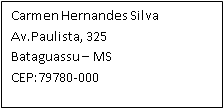 Carmen Hernandes Silva
Av.Paulista, 325
Bataguassu – MS
CEP:79780-000